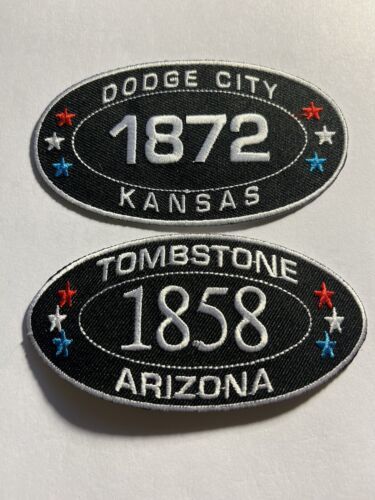 DODGE CITY
1872
KANSAS
TOMBSTONE
1858
ARIZONA